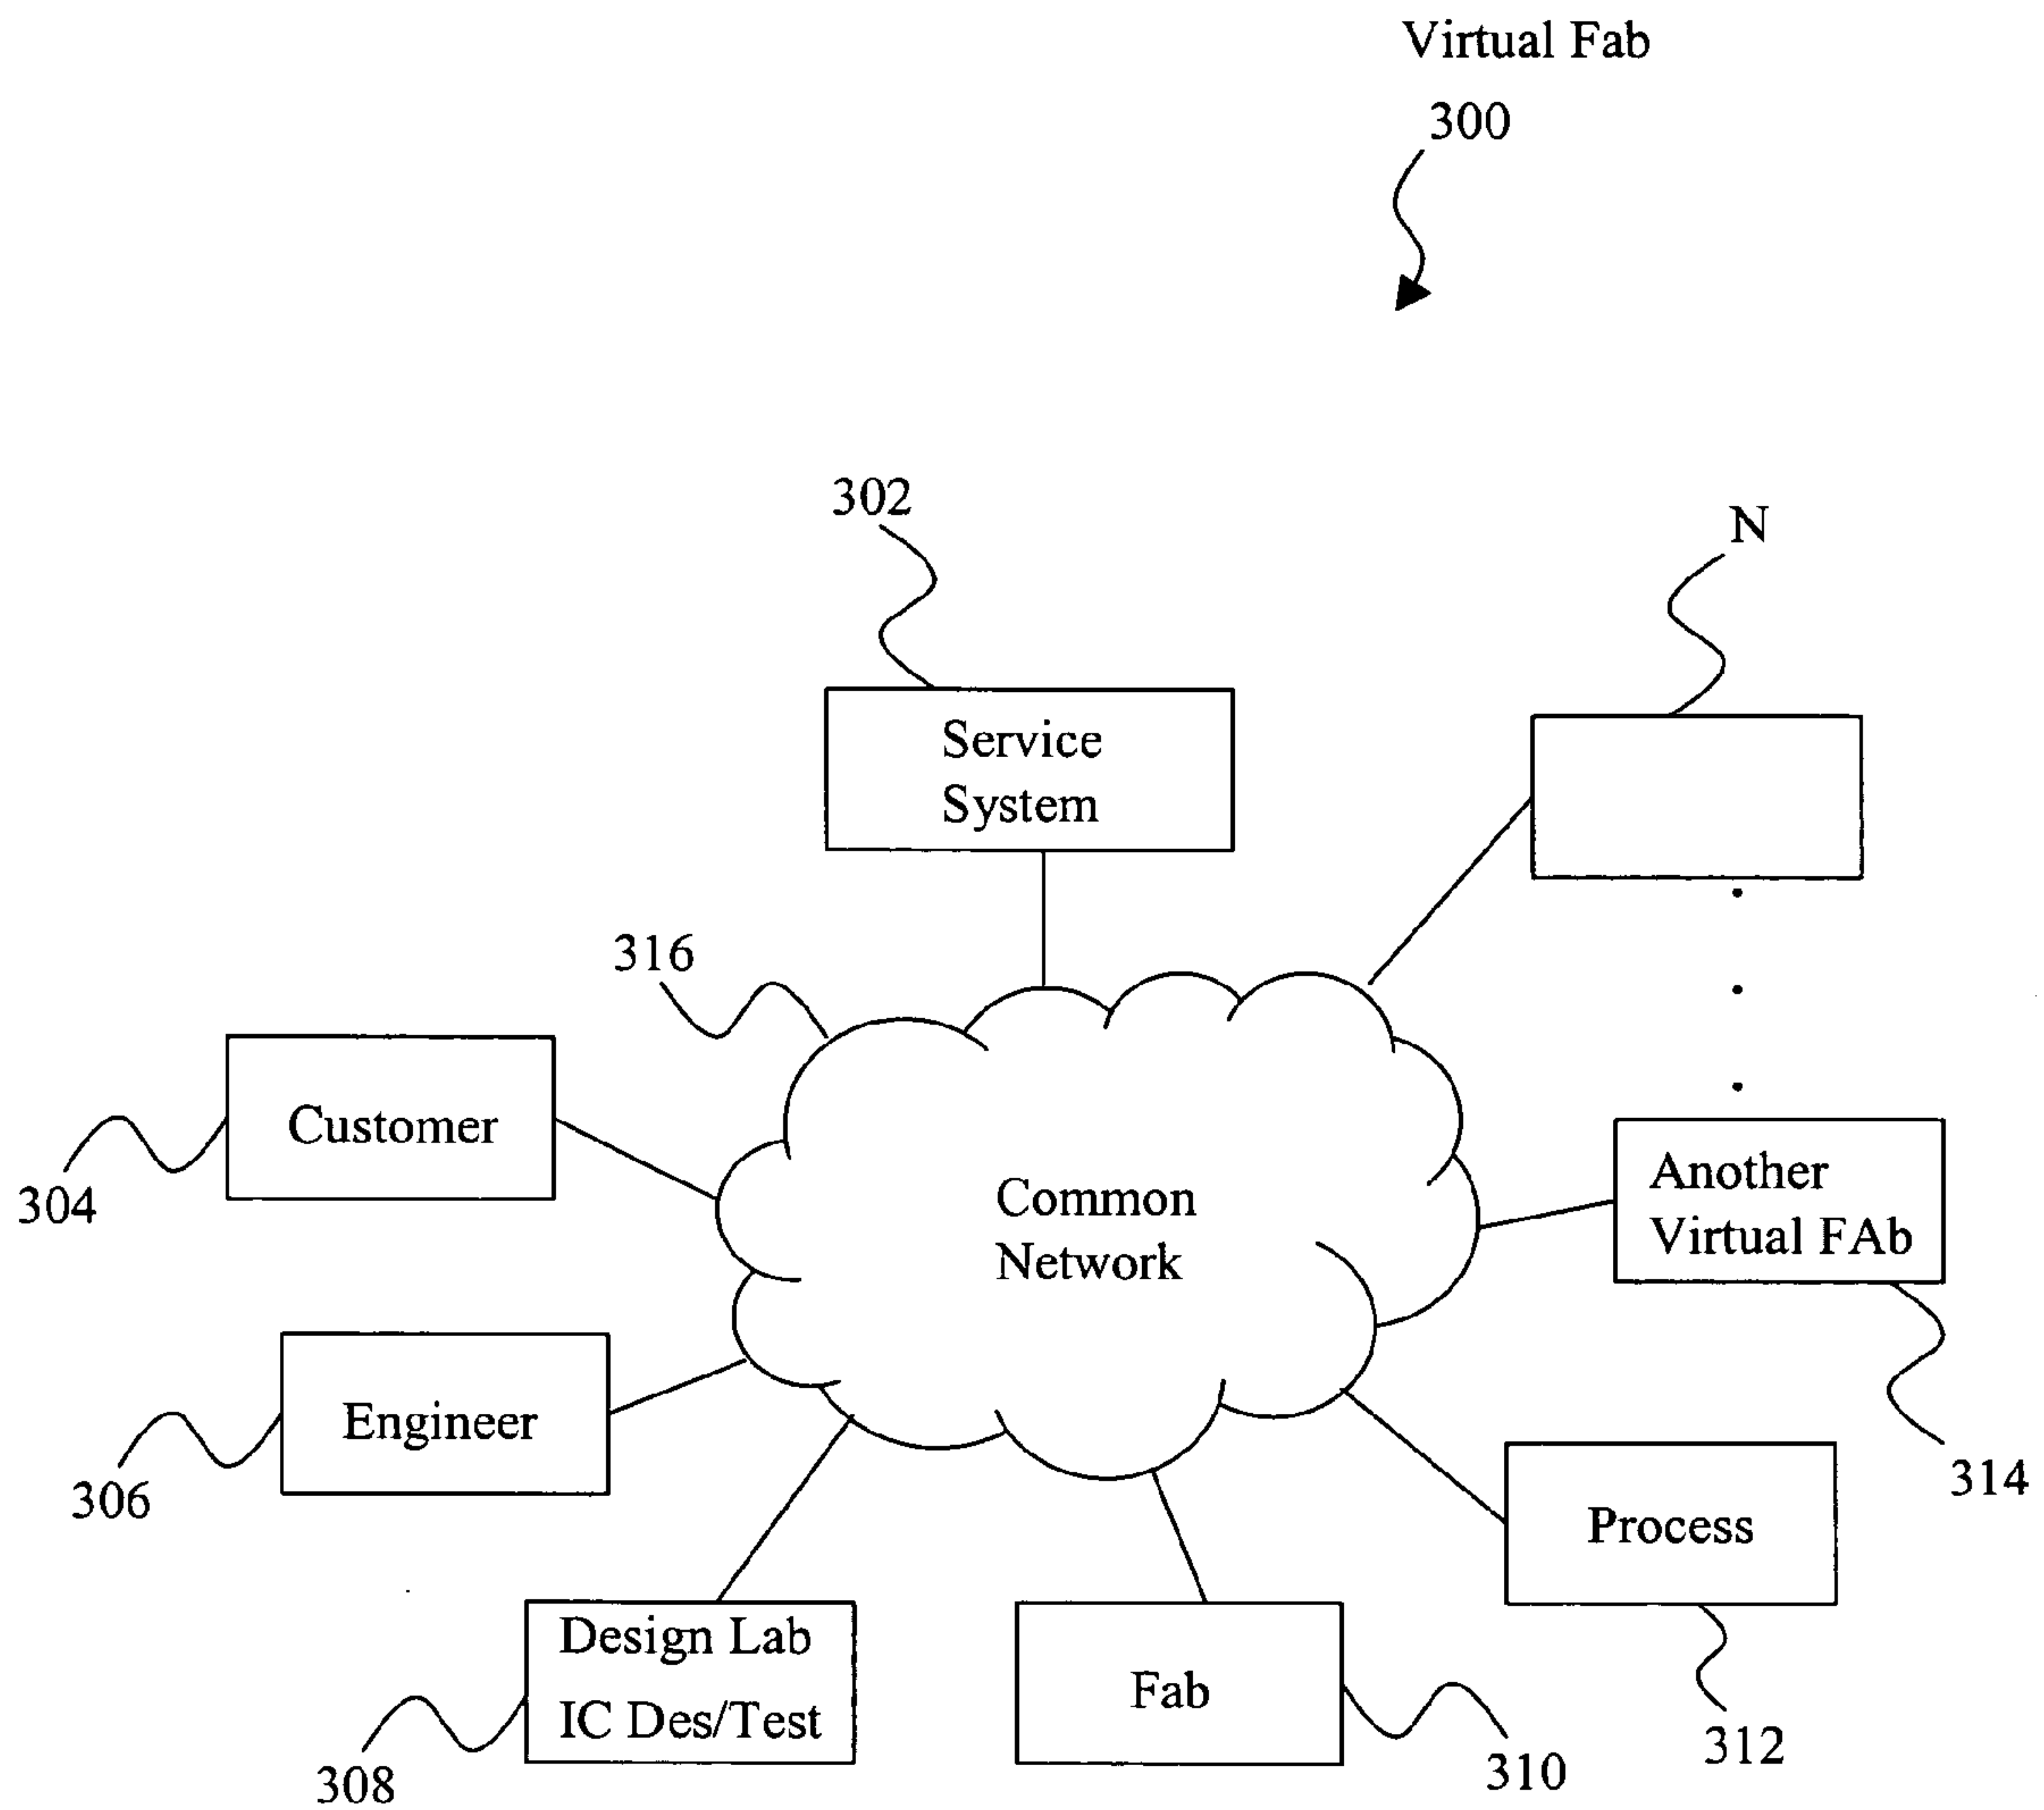 Virtual Fab
300
302
N
Service
System
316
Customer
304
Common
Network
Another
Virtual FAb
Engineer
306
314
Process
Design Lab
IC Des/Test
Fab
308
310
312